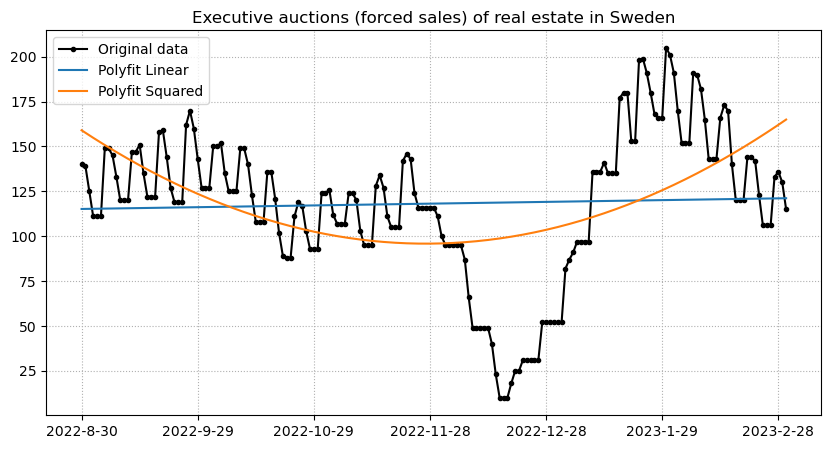 Executive auctions (forced sales) of real estate in Sweden
Original data
Polyfit Linear
Polyfit Squared
200
175
150
125
100
75
50
25
2022-8-30 2022-9-29 2022-10-29 2022-11-28 2022-12-28 2023-1-29 2023-2-28